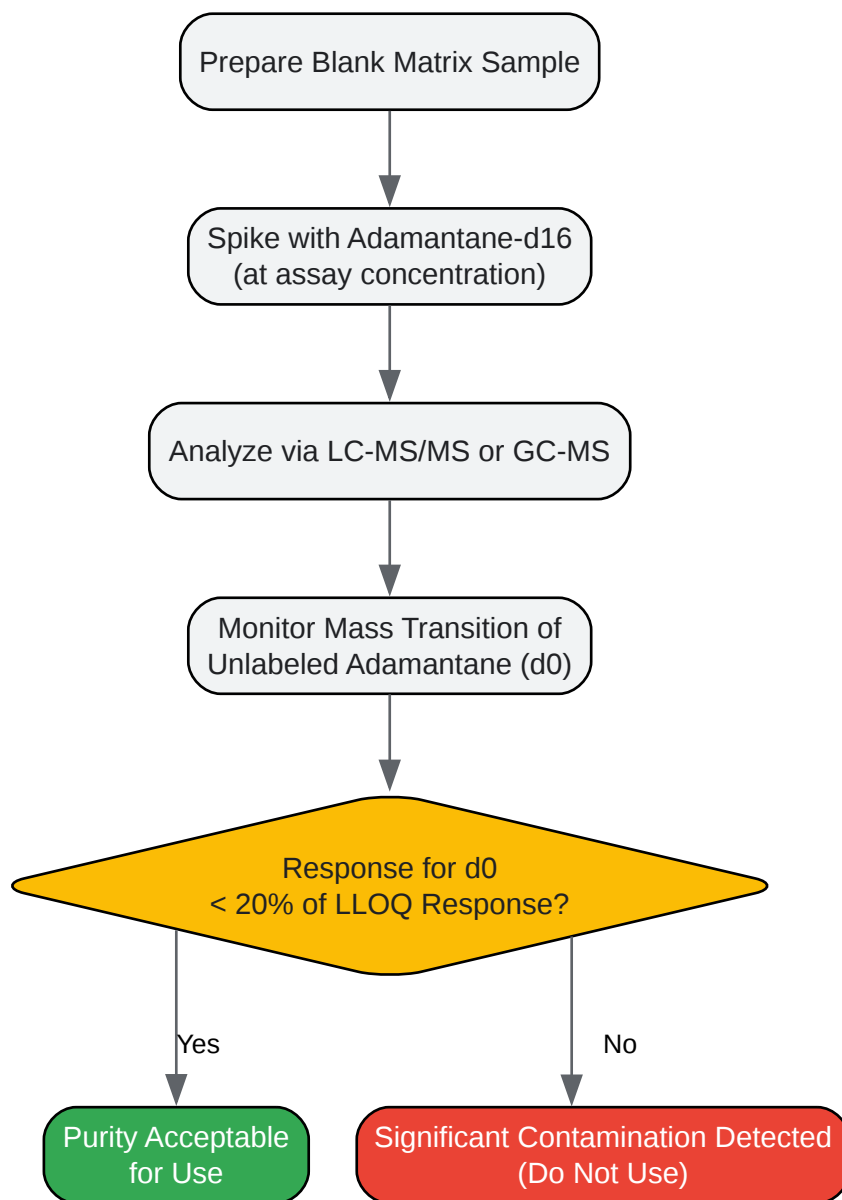 Prepare Blank Matrix Sample
Spike with Adamantane-d16
(at assay concentration)
Analyze via LC-MS/MS or GC-MS
Monitor Mass Transition of
Unlabeled Adamantane (d0)
Response for d0
< 20% of LLOQ Response?
Yes
No
Purity Acceptable
for Use
Significant Contamination Detected
(Do Not Use)